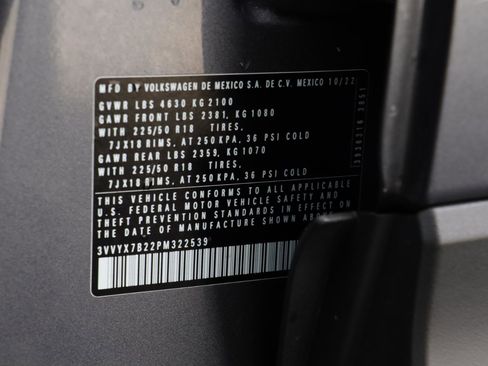 MFD BY VOLKSWAGEN DE MEXICO S.A. DE C.V. MEXICO 10/22
GVWR LBS 4630 KG 2100
GAWR FRONT LBS 2381, KG 1080
WITH 225/50 R18 TIRES,
7JX18 RIMS, AT 250 KPA, 36 PSI COLD
GAWR REAR LBS 2359, KG 1070
WITH 225/50 R18 TIRES,
7JX18 RIMS, AT 250 KPA, 36 PSI COLD
THIS VEHICLE CONFORMS TO ALL APPLICABLE
U.S. FEDERAL MOTOR VEHICLE SAFETY AND
THEFT PREVENTION STANDARDS IN EFFECT ON
THE DATE OF MANUFACTURE SHOWN ABOVE
3VVYX7B22PM322539